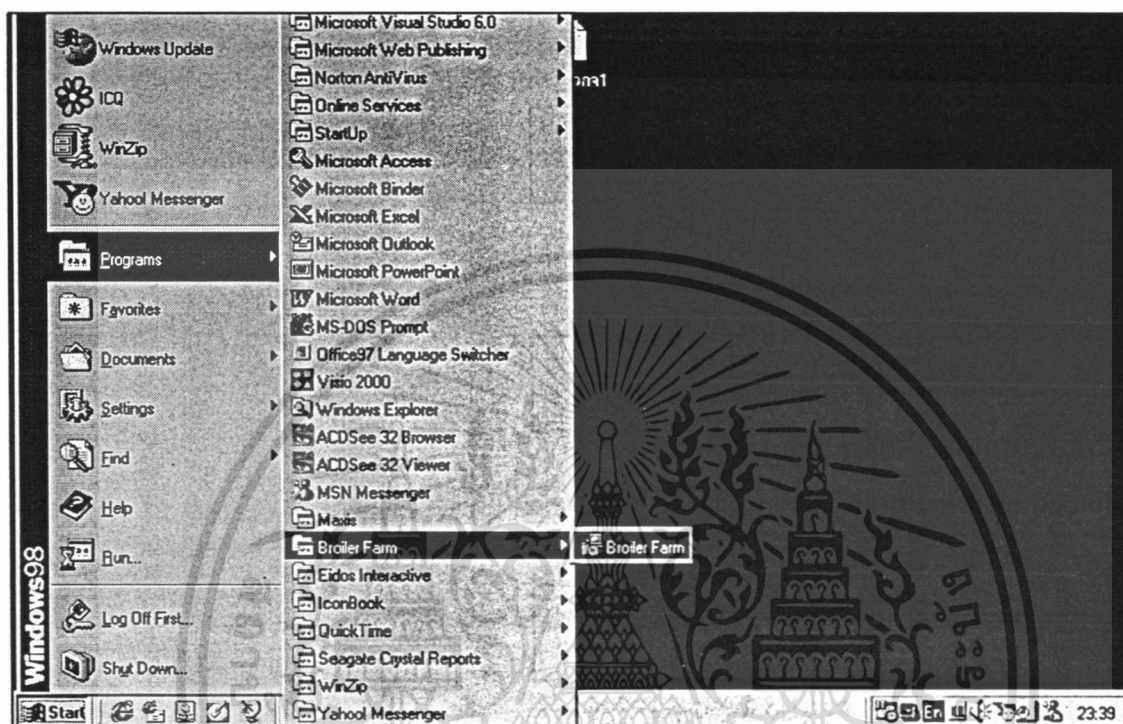 Windows Update
ICQ
WinZip
Yahoo! Messenger
Programs
Favorites
Documents
Settings
Find
Help
Run...
Log Off First...
Shut Down...
Windows98
Microsoft Visual Studio 6.0
Microsoft Web Publishing
Norton AntiVirus
Online Services
StartUp
Microsoft Access
Microsoft Binder
Microsoft Excel
Microsoft Outlook
Microsoft PowerPoint
Microsoft Word
MS-DOS Prompt
Office97 Language Switcher
Visio 2000
Windows Explorer
ACDSee 32 Browser
ACDSee 32 Viewer
MSN Messenger
Maxis
Broiler Farm
Eidos Interactive
IconBook
QuickTime
Seagate Crystal Reports
WinZip
Yahoo! Messenger
Broiler Farm
Start
En
23:39